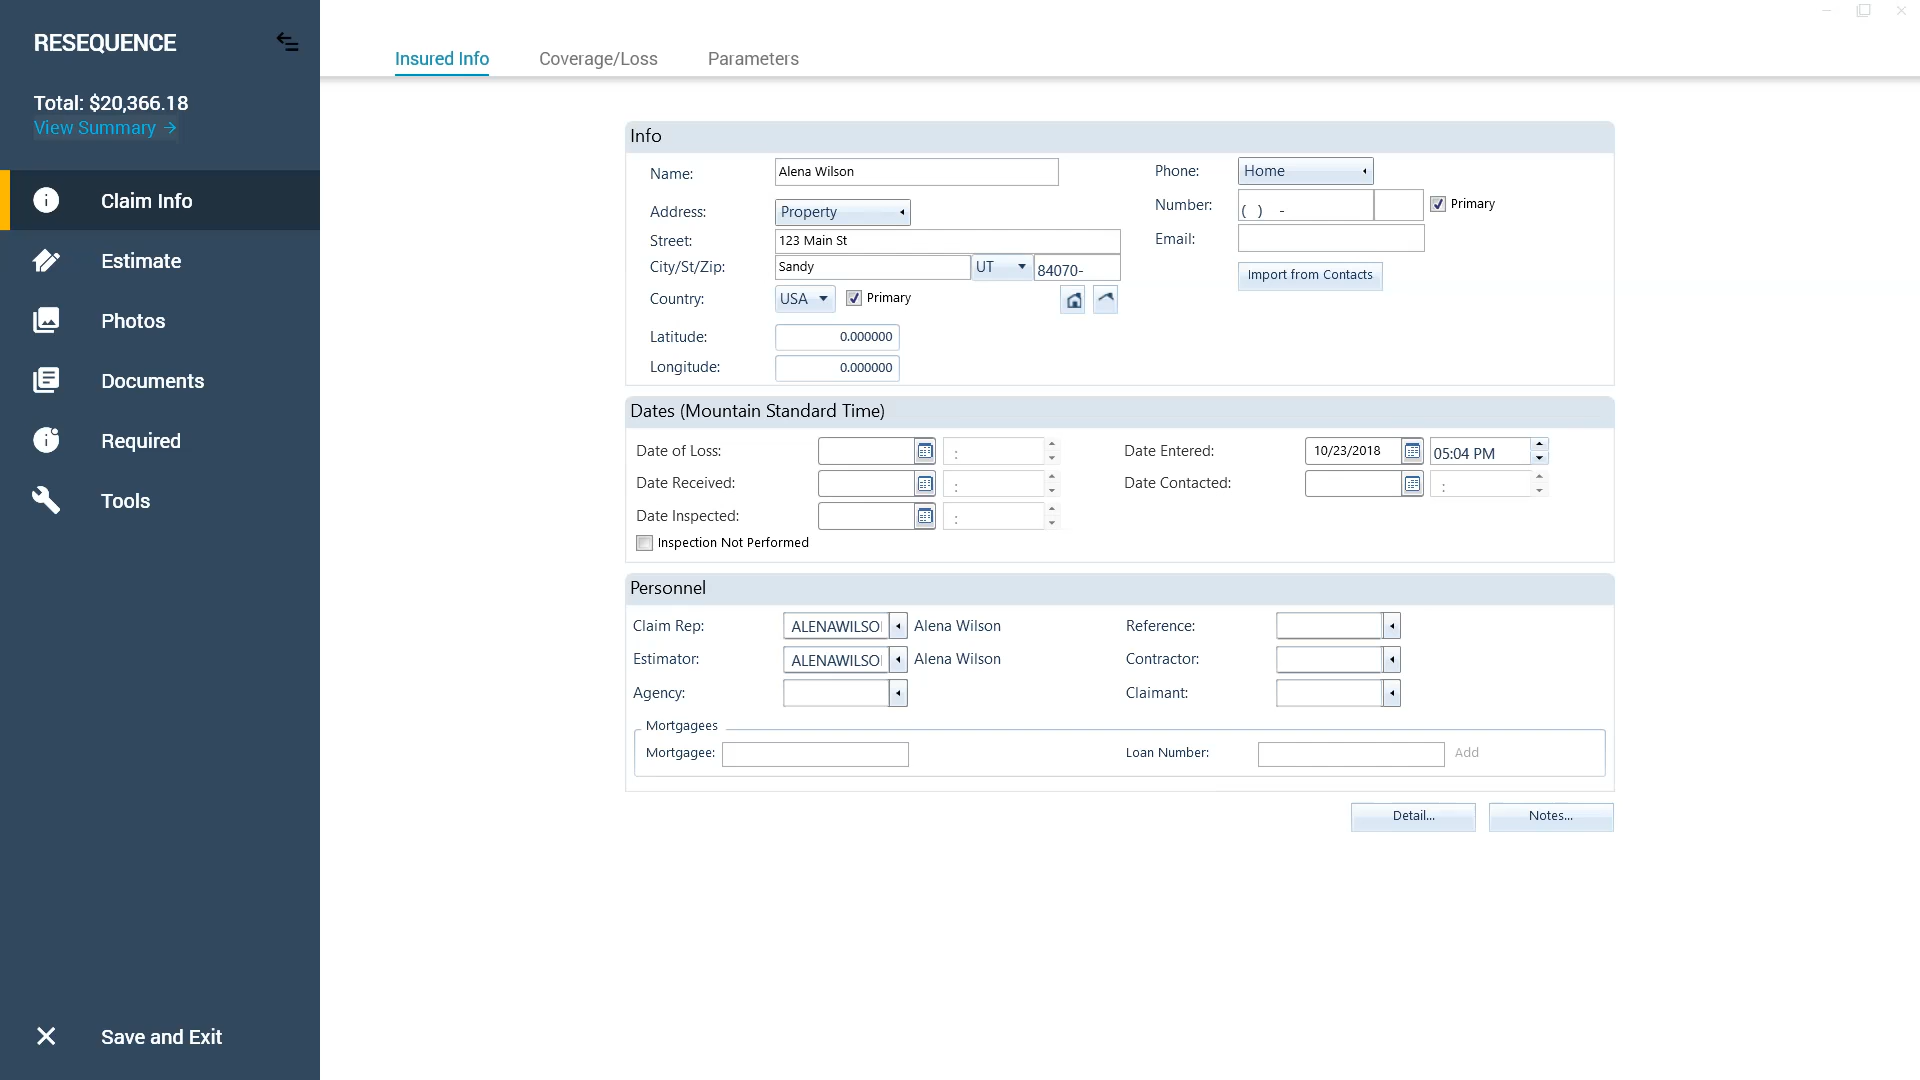 RESEQUENCE
Total: $20,366.18
View Summary →
Claim Info
Estimate
Photos
Documents
Required
Tools
Save and Exit
Insured Info Coverage/Loss Parameters
Info
Name: Alena Wilson Phone: Home
Address: Property Number: ( ) - Primary
Street: 123 Main St Email:
City/St/Zip: Sandy UT 84070-
Import from Contacts
Country: USA Primary
Latitude: 0.000000
Longitude: 0.000000
Dates (Mountain Standard Time)
Date of Loss: : Date Entered: 10/23/2018 05:04 PM
Date Received: : Date Contacted: :
Date Inspected: :
Inspection Not Performed
Personnel
Claim Rep: ALENAWILSO Alena Wilson Reference:
Estimator: ALENAWILSO Alena Wilson Contractor:
Agency: Claimant:
Mortgagees
Mortgagee: Loan Number: Add
Detail... Notes...